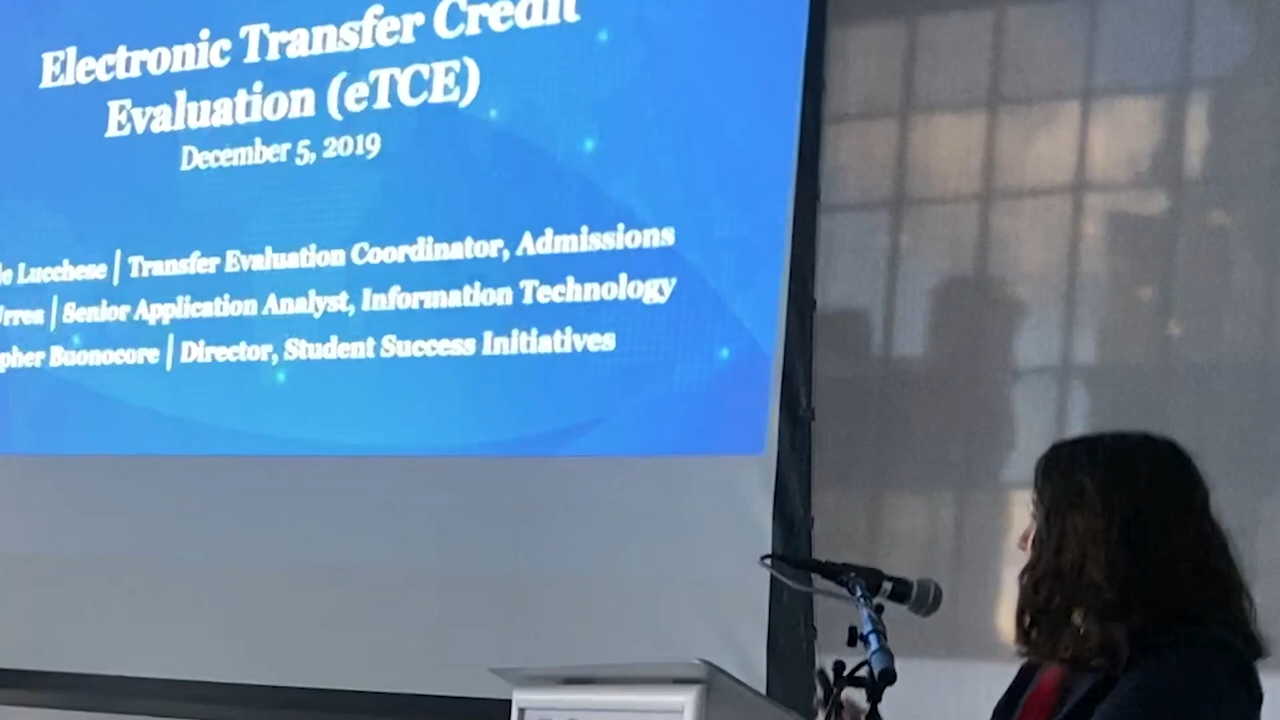 Electronic Transfer Credit
Evaluation (eTCE)
December 5, 2019
Lucchese | Transfer Evaluation Coordinator, Admissions
| Senior Application Analyst, Information Technology
Buonocore | Director, Student Success Initiatives